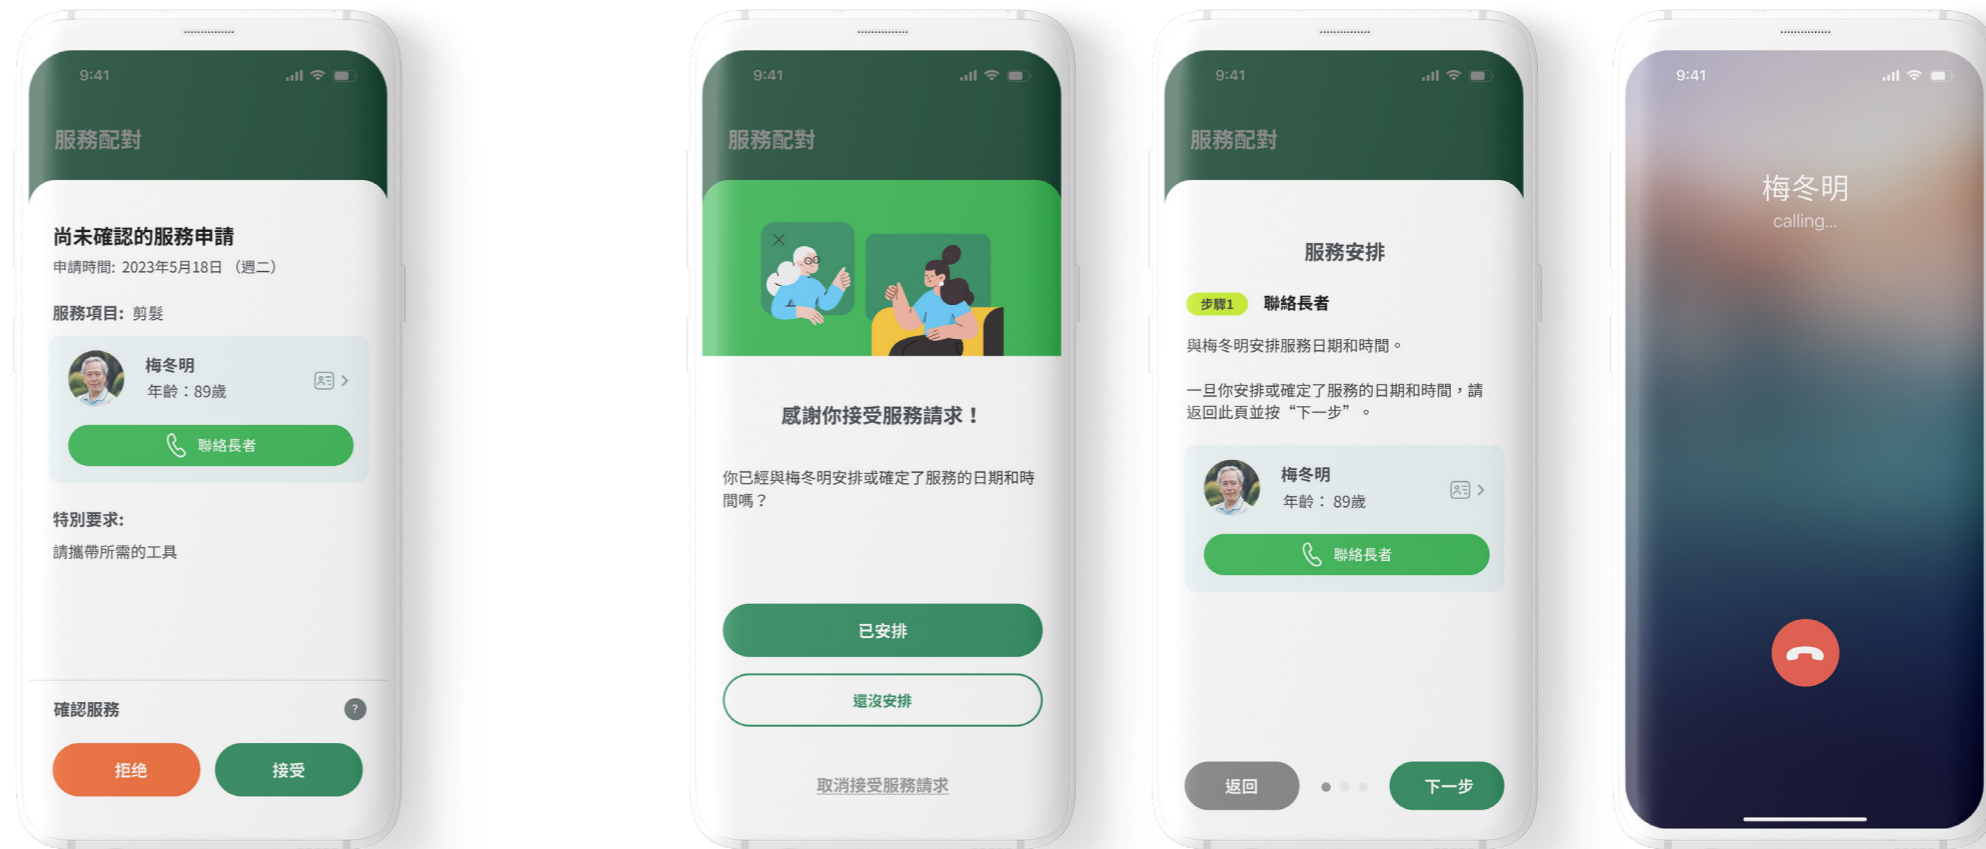 9:41
服務配對
尚未確認的服務申請
申請時間: 2023年5月18日 （週二）
服務項目: 剪髮
梅冬明
年齡：89歲
聯絡長者
特別要求:
請攜帶所需的工具
確認服務
?
拒绝
接受
9:41
服務配對
感謝你接受服務請求！
你已經與梅冬明安排或確定了服務的日期和時
間嗎？
已安排
還沒安排
取消接受服務請求
9:41
服務配對
服務安排
步驟1 聯絡長者
與梅冬明安排服務日期和時間。
一旦你安排或確定了服務的日期和時間，請
返回此頁並按“下一步”。
梅冬明
年齡： 89歲
聯絡長者
返回
下一步
9:41
梅冬明
calling...